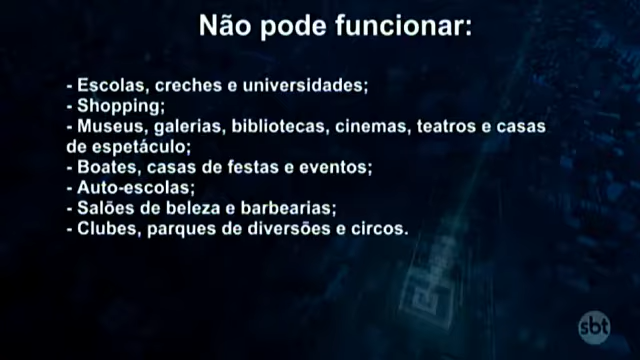 Não pode funcionar:
- Escolas, creches e universidades;
- Shopping;
- Museus, galerias, bibliotecas, cinemas, teatros e casas
de espetáculo;
- Boates, casas de festas e eventos;
- Auto-escolas;
- Salões de beleza e barbearias;
- Clubes, parques de diversões e circos.
sbt